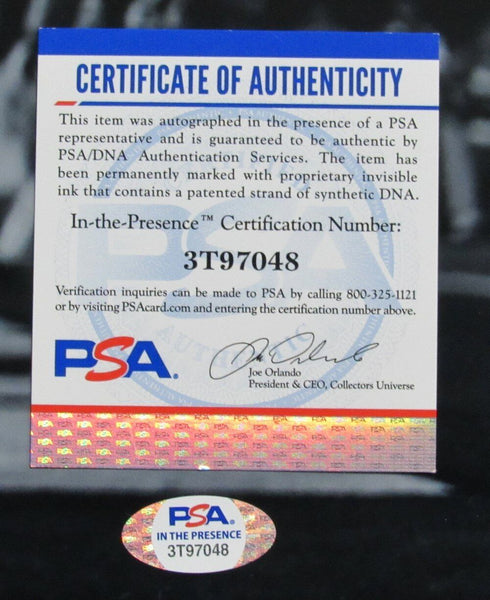 CERTIFICATE OF AUTHENTICITY
This item was autographed in the presence of a PSA
representative and is guaranteed to be authentic by
PSA/DNA Authentication Services. The item has
been permanently marked with proprietary invisible
ink that contains a patented strand of synthetic DNA.
In-the-Presence™ Certification Number:
3T97048
Verification inquiries can be made to PSA by calling 800-325-1121
or by visiting PSAcard.com and entering the certification number above.
PSA.
Joe Orlando
President & CEO, Collectors Universe
PSA.
IN THE PRESENCE
3T97048